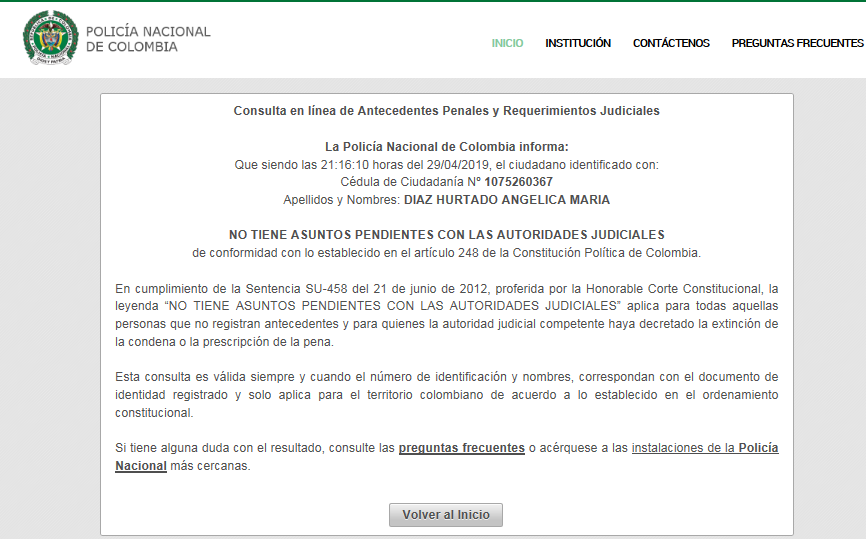 POLICÍA NACIONAL
DE COLOMBIA
INICIO INSTITUCIÓN CONTÁCTENOS PREGUNTAS FRECUENTES
Consulta en línea de Antecedentes Penales y Requerimientos Judiciales
La Policía Nacional de Colombia informa:
Que siendo las 21:16:10 horas del 29/04/2019, el ciudadano identificado con:
Cédula de Ciudadanía Nº 1075260367
Apellidos y Nombres: DIAZ HURTADO ANGELICA MARIA
NO TIENE ASUNTOS PENDIENTES CON LAS AUTORIDADES JUDICIALES
de conformidad con lo establecido en el artículo 248 de la Constitución Política de Colombia.
En cumplimiento de la Sentencia SU-458 del 21 de junio de 2012, proferida por la Honorable Corte Constitucional, la
leyenda “NO TIENE ASUNTOS PENDIENTES CON LAS AUTORIDADES JUDICIALES” aplica para todas aquellas
personas que no registran antecedentes y para quienes la autoridad judicial competente haya decretado la extinción de
la condena o la prescripción de la pena.
Esta consulta es válida siempre y cuando el número de identificación y nombres, correspondan con el documento de
identidad registrado y solo aplica para el territorio colombiano de acuerdo a lo establecido en el ordenamiento
constitucional.
Si tiene alguna duda con el resultado, consulte las preguntas frecuentes o acérquese a las instalaciones de la Policía
Nacional más cercanas.
Volver al Inicio